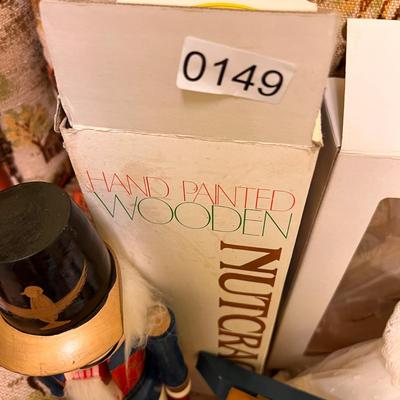 0149
HAND PAINTED
WOODEN
NUTCRA